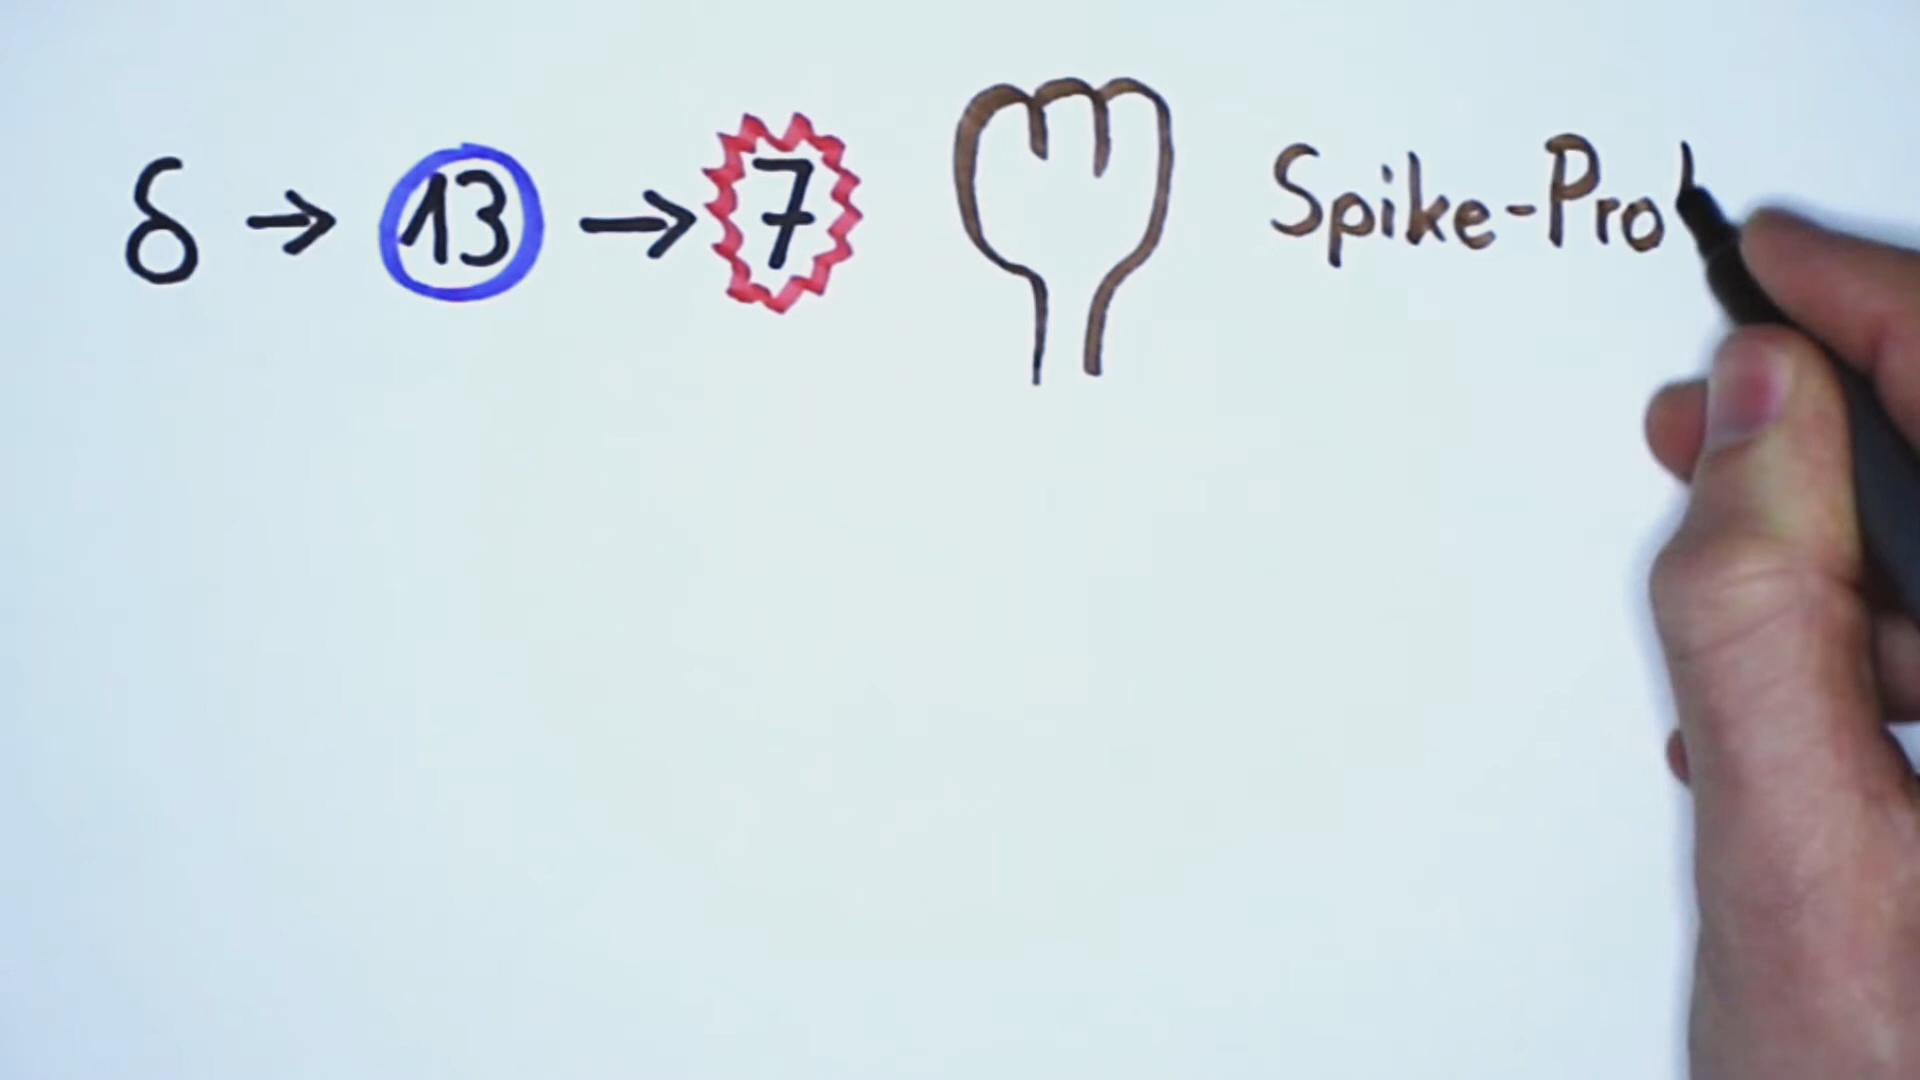 δ → 13 → 7 Spike-Pro